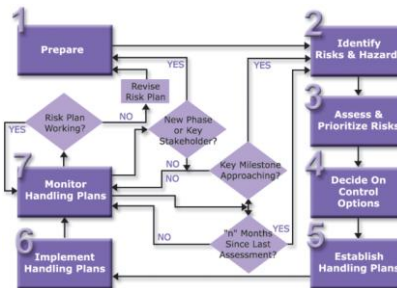 1
Prepare
2
Identify
Risks & Hazards
YES
Revise
Risk Plan
3
Assess &
Prioritize Risks
Risk Plan
Working?
NO
New Phase
or Key
Stakeholder?
YES
YES
NO
Key Milestone
Approaching?
4
Decide On
Control
Options
7
Monitor
Handling Plans
NO
NO
"n" Months
Since Last
Assessment?
YES
6
Implement
Handling Plans
5
Establish
Handling Plans